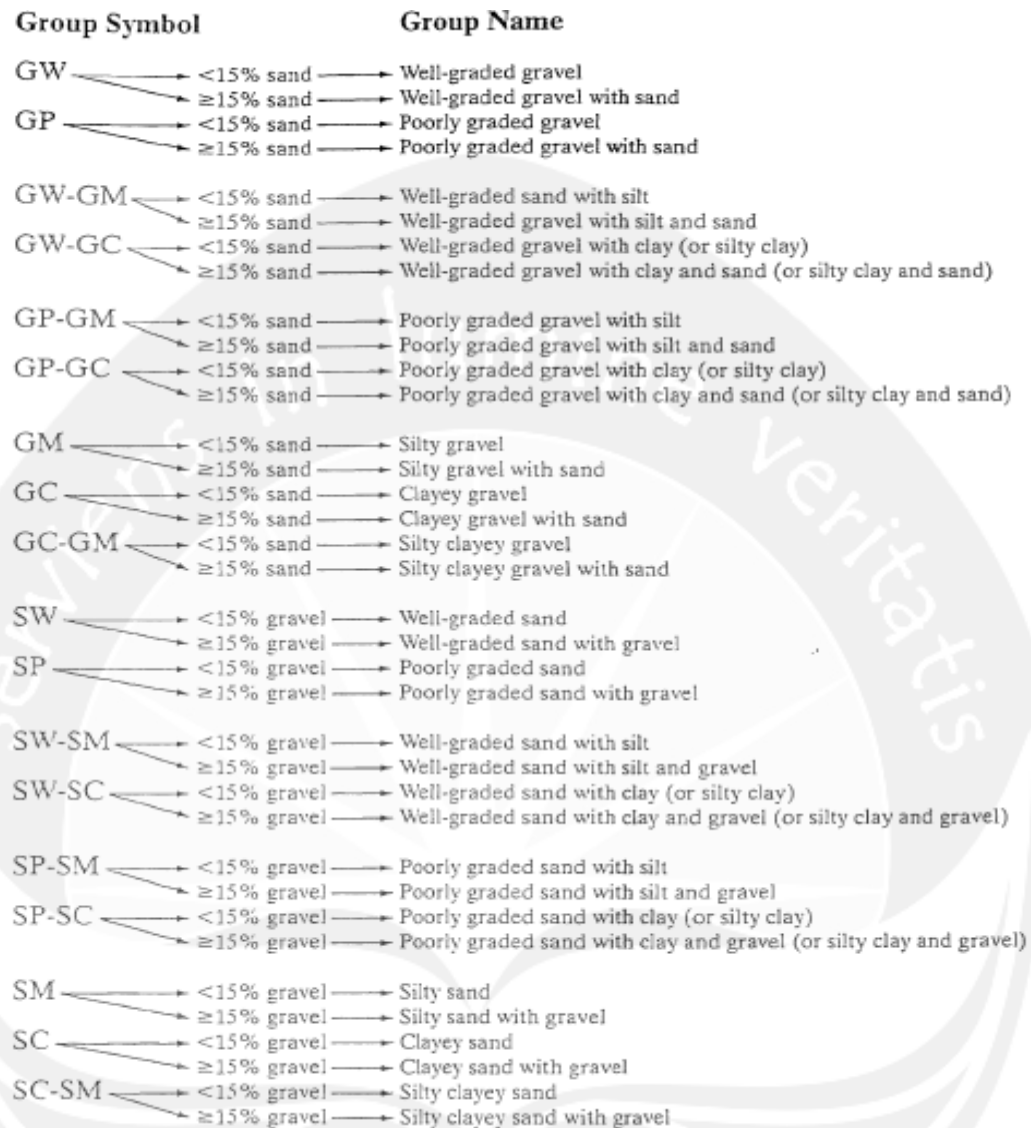 Group Symbol Group Name
GW <15% sand Well-graded gravel
≥15% sand Well-graded gravel with sand
GP <15% sand Poorly graded gravel
≥15% sand Poorly graded gravel with sand
GW-GM <15% sand Well-graded sand with silt
≥15% sand Well-graded gravel with silt and sand
GW-GC <15% sand Well-graded gravel with clay (or silty clay)
≥15% sand Well-graded gravel with clay and sand (or silty clay and sand)
GP-GM <15% sand Poorly graded gravel with silt
≥15% sand Poorly graded gravel with silt and sand
GP-GC <15% sand Poorly graded gravel with clay (or silty clay)
≥15% sand Poorly graded gravel with clay and sand (or silty clay and sand)
GM <15% sand Silty gravel
≥15% sand Silty gravel with sand
GC <15% sand Clayey gravel
≥15% sand Clayey gravel with sand
GC-GM <15% sand Silty clayey gravel
≥15% sand Silty clayey gravel with sand
SW <15% gravel Well-graded sand
≥15% gravel Well-graded sand with gravel
SP <15% gravel Poorly graded sand
≥15% gravel Poorly graded sand with gravel
SW-SM <15% gravel Well-graded sand with silt
≥15% gravel Well-graded sand with silt and gravel
SW-SC <15% gravel Well-graded sand with clay (or silty clay)
≥15% gravel Well-graded sand with clay and gravel (or silty clay and gravel)
SP-SM <15% gravel Poorly graded sand with silt
≥15% gravel Poorly graded sand with silt and gravel
SP-SC <15% gravel Poorly graded sand with clay (or silty clay)
≥15% gravel Poorly graded sand with clay and gravel (or silty clay and gravel)
SM <15% gravel Silty sand
≥15% gravel Silty sand with gravel
SC <15% gravel Clayey sand
≥15% gravel Clayey sand with gravel
SC-SM <15% gravel Silty clayey sand
≥15% gravel Silty clayey sand with gravel
serviens in lumine veritatis